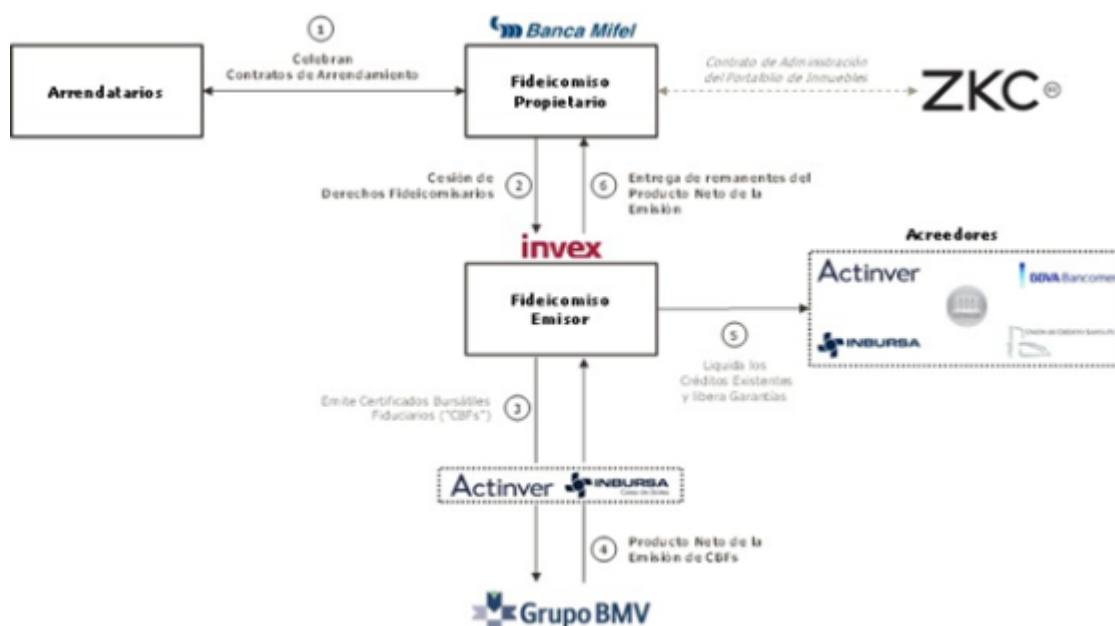 1
Banca Mifel
Celebran
Contratos de Arrendamiento
Arrendatarios
Fideicomiso
Propietario
Contrato de Administración
del Portafolio de Inmuebles
ZKC
Cesión de
Derechos Fideicomisarios
2
6
Entrega de remanentes del
Producto Neto de la
Emisión
invex
Fideicomiso
Emisor
Acreedores
Actinver
BBVA Bancomer
INBURSA
5
Liquida los
Créditos Existentes
y libera Garantías
Emite Certificados Bursátiles
Fiduciarios ("CBFs")
3
Actinver
INBURSA
4
Producto Neto de la
Emisión de CBFs
Grupo BMV